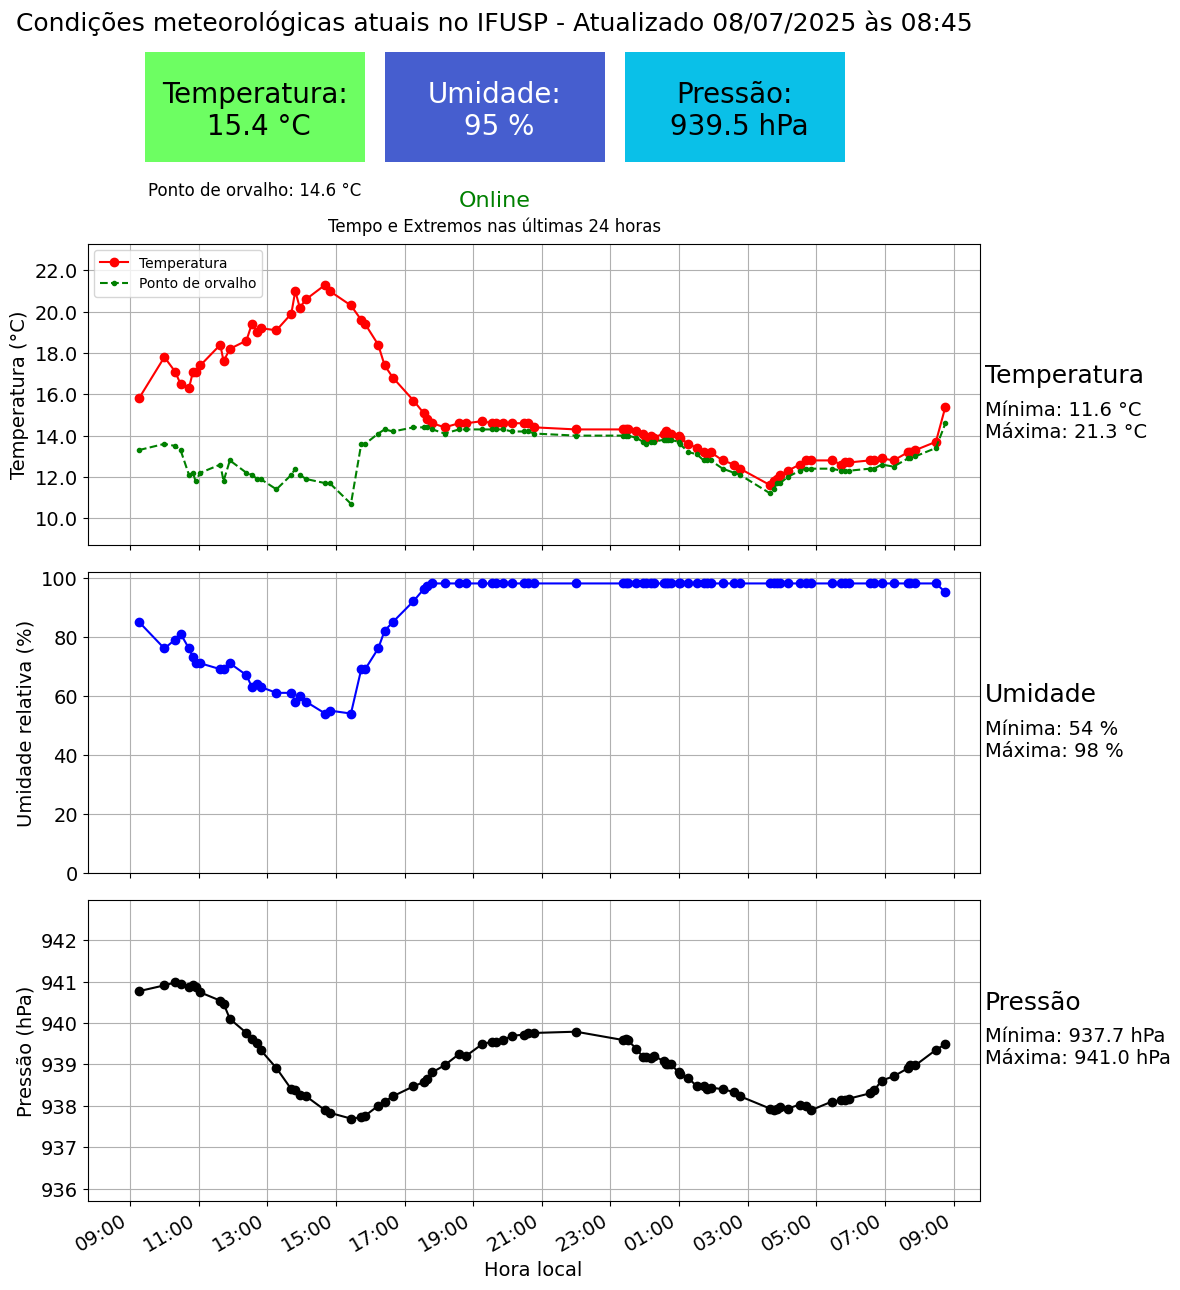 Condições meteorológicas atuais no IFUSP - Atualizado 08/07/2025 às 08:45
Temperatura:
15.4 °C
Umidade:
95 %
Pressão:
939.5 hPa
Ponto de orvalho: 14.6 °C
Online
Tempo e Extremos nas últimas 24 horas
Temperatura
Ponto de orvalho
Temperatura (°C)
22.0
20.0
18.0
16.0
14.0
12.0
10.0
Temperatura
Mínima: 11.6 °C
Máxima: 21.3 °C
Umidade relativa (%)
100
80
60
40
20
0
Umidade
Mínima: 54 %
Máxima: 98 %
Pressão (hPa)
942
941
940
939
938
937
936
Pressão
Mínima: 937.7 hPa
Máxima: 941.0 hPa
09:00
11:00
13:00
15:00
17:00
19:00
21:00
23:00
01:00
03:00
05:00
07:00
09:00
Hora local